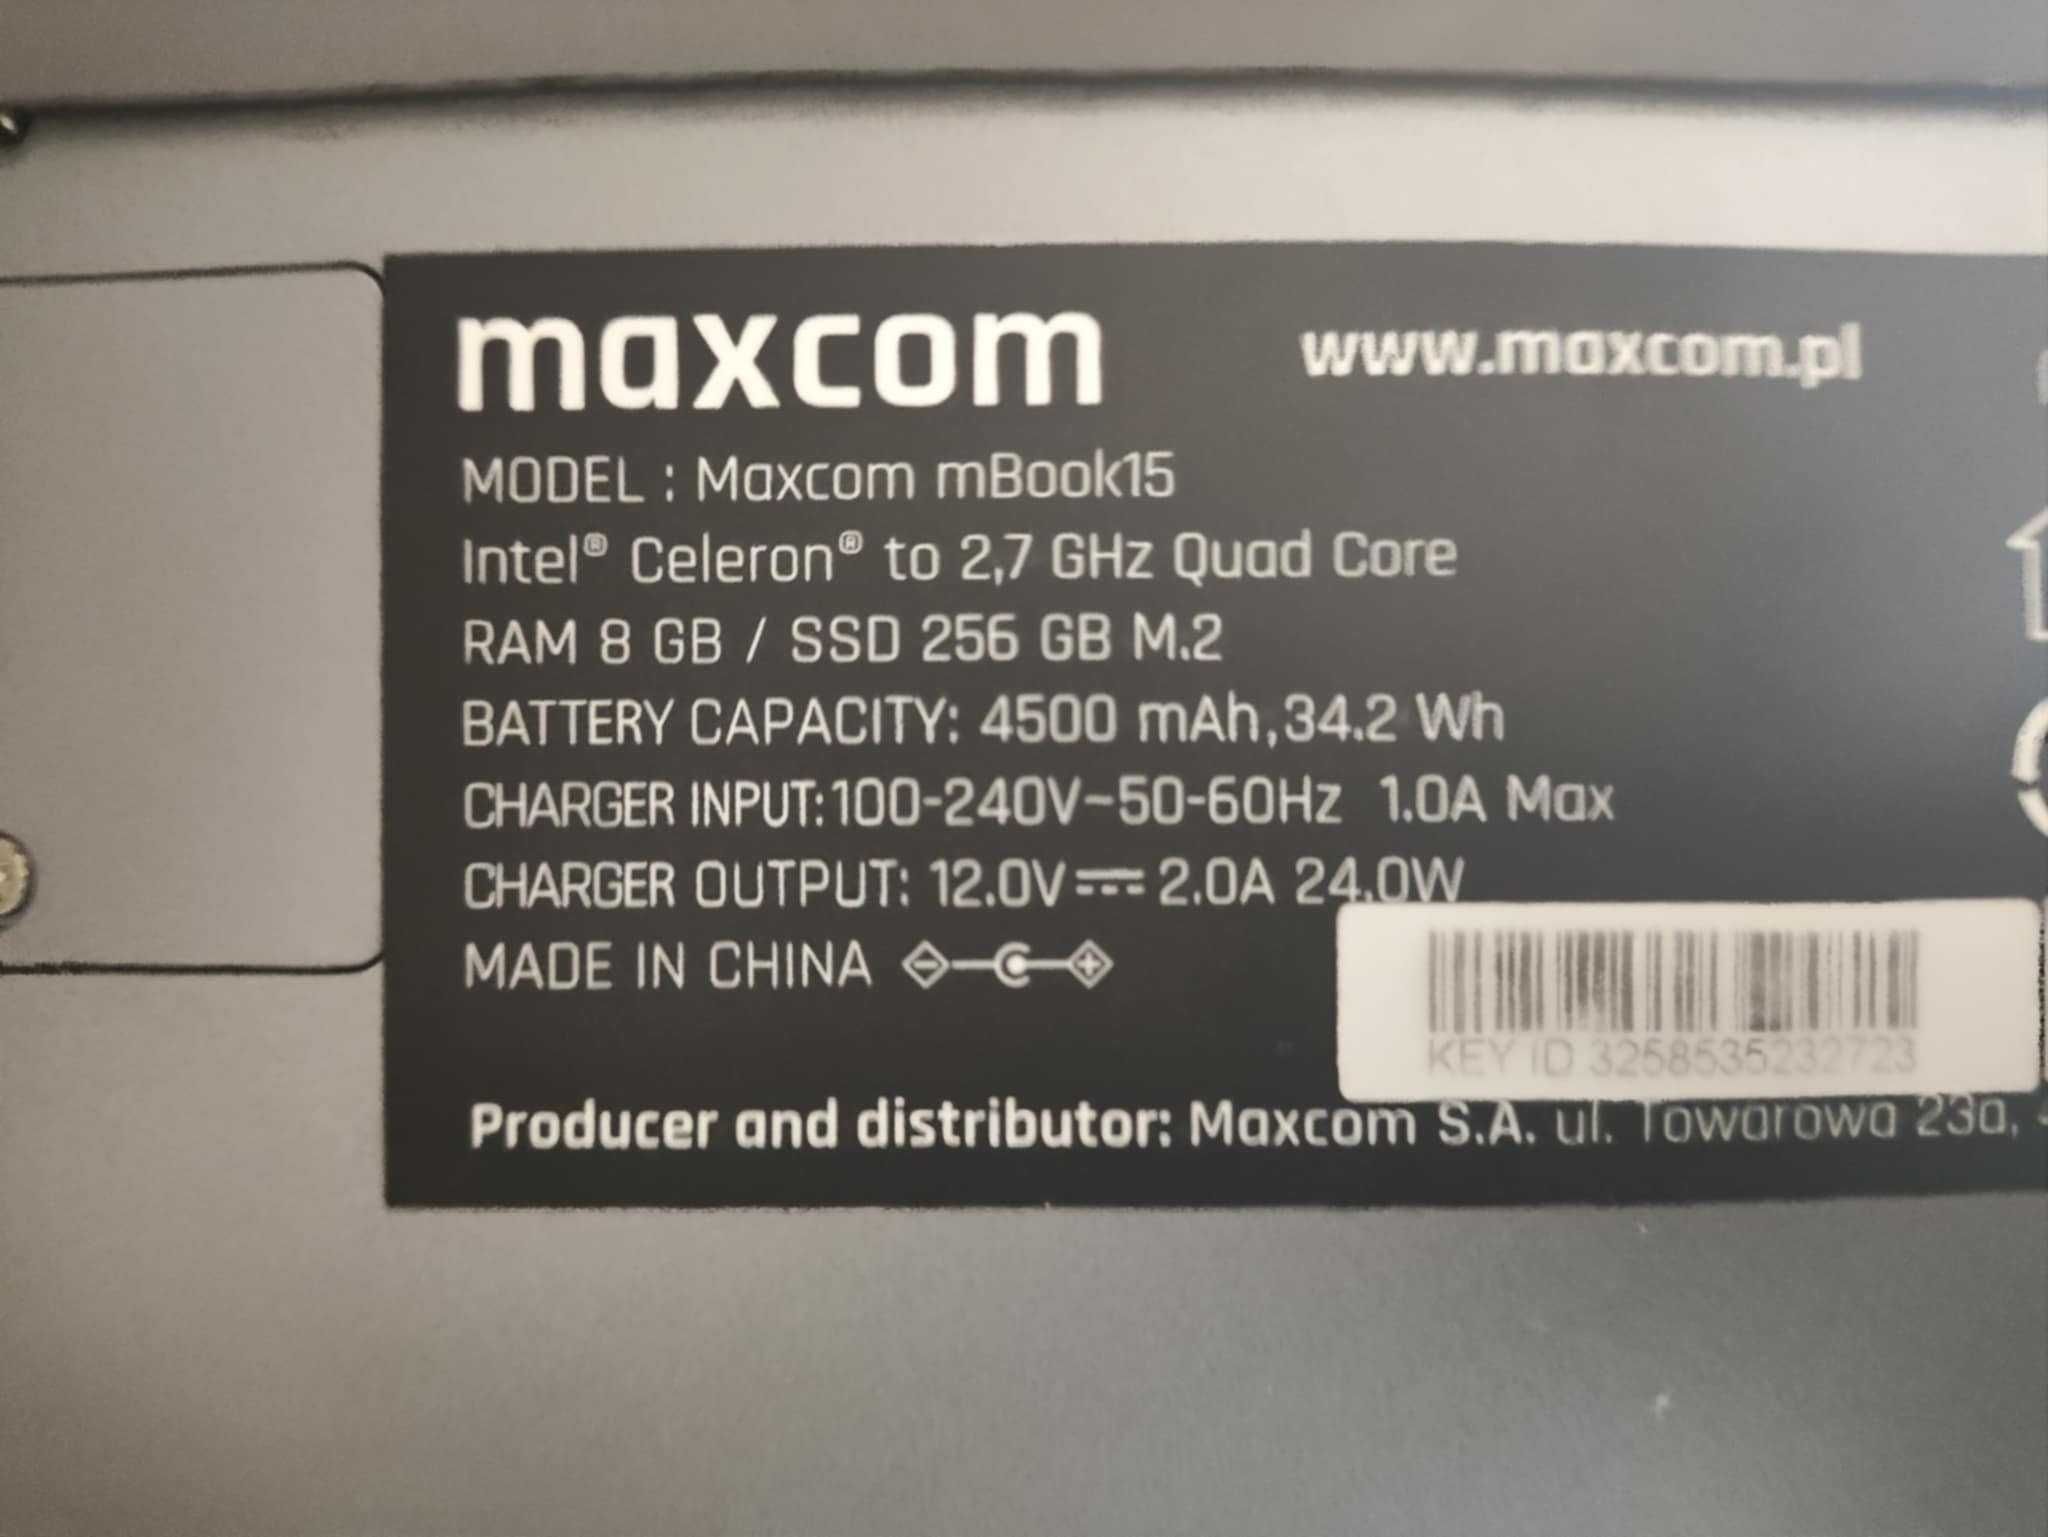 maxcom
www.maxcom.pl
MODEL : Maxcom mBook15
Intel® Celeron® to 2,7 GHz Quad Core
RAM 8 GB / SSD 256 GB M.2
BATTERY CAPACITY: 4500 mAh,34.2 Wh
CHARGER INPUT:100-240V~50-60Hz 1.0A Max
CHARGER OUTPUT: 12.0V⎓2.0A 24.0W
MADE IN CHINA
KEY ID 3258535232723
Producer and distributor: Maxcom S.A. ul. Towarowa 23a,